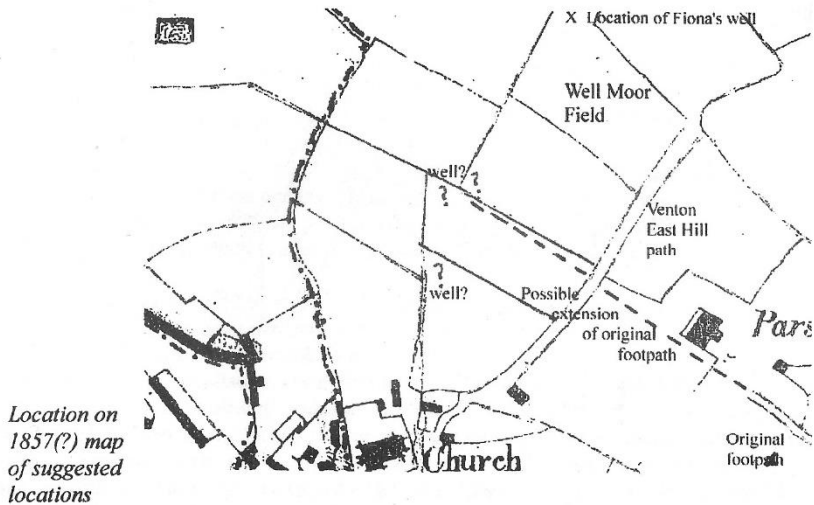 X Location of Fiona's well
Well Moor
Field
well?
?
?
Venton
East Hill
path
?
well?
Possible
extension
of original
footpath
Pars
Original
footpath
Church
Location on
1857(?) map
of suggested
locations